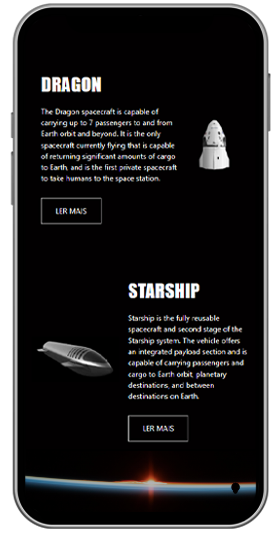 DRAGON
The Dragon spacecraft is capable of
carrying up to 7 passengers to and from
Earth orbit and beyond. It is the only
spacecraft currently flying that is capable
of returning significant amounts of cargo
to Earth, and is the first private spacecraft
to take humans to the space station.
LER MAIS
STARSHIP
Starship is the fully reusable
spacecraft and second stage of the
Starship system. The vehicle offers
an integrated payload section and is
capable of carrying passengers and
cargo to Earth orbit, planetary
destinations, and between
destinations on Earth.
LER MAIS